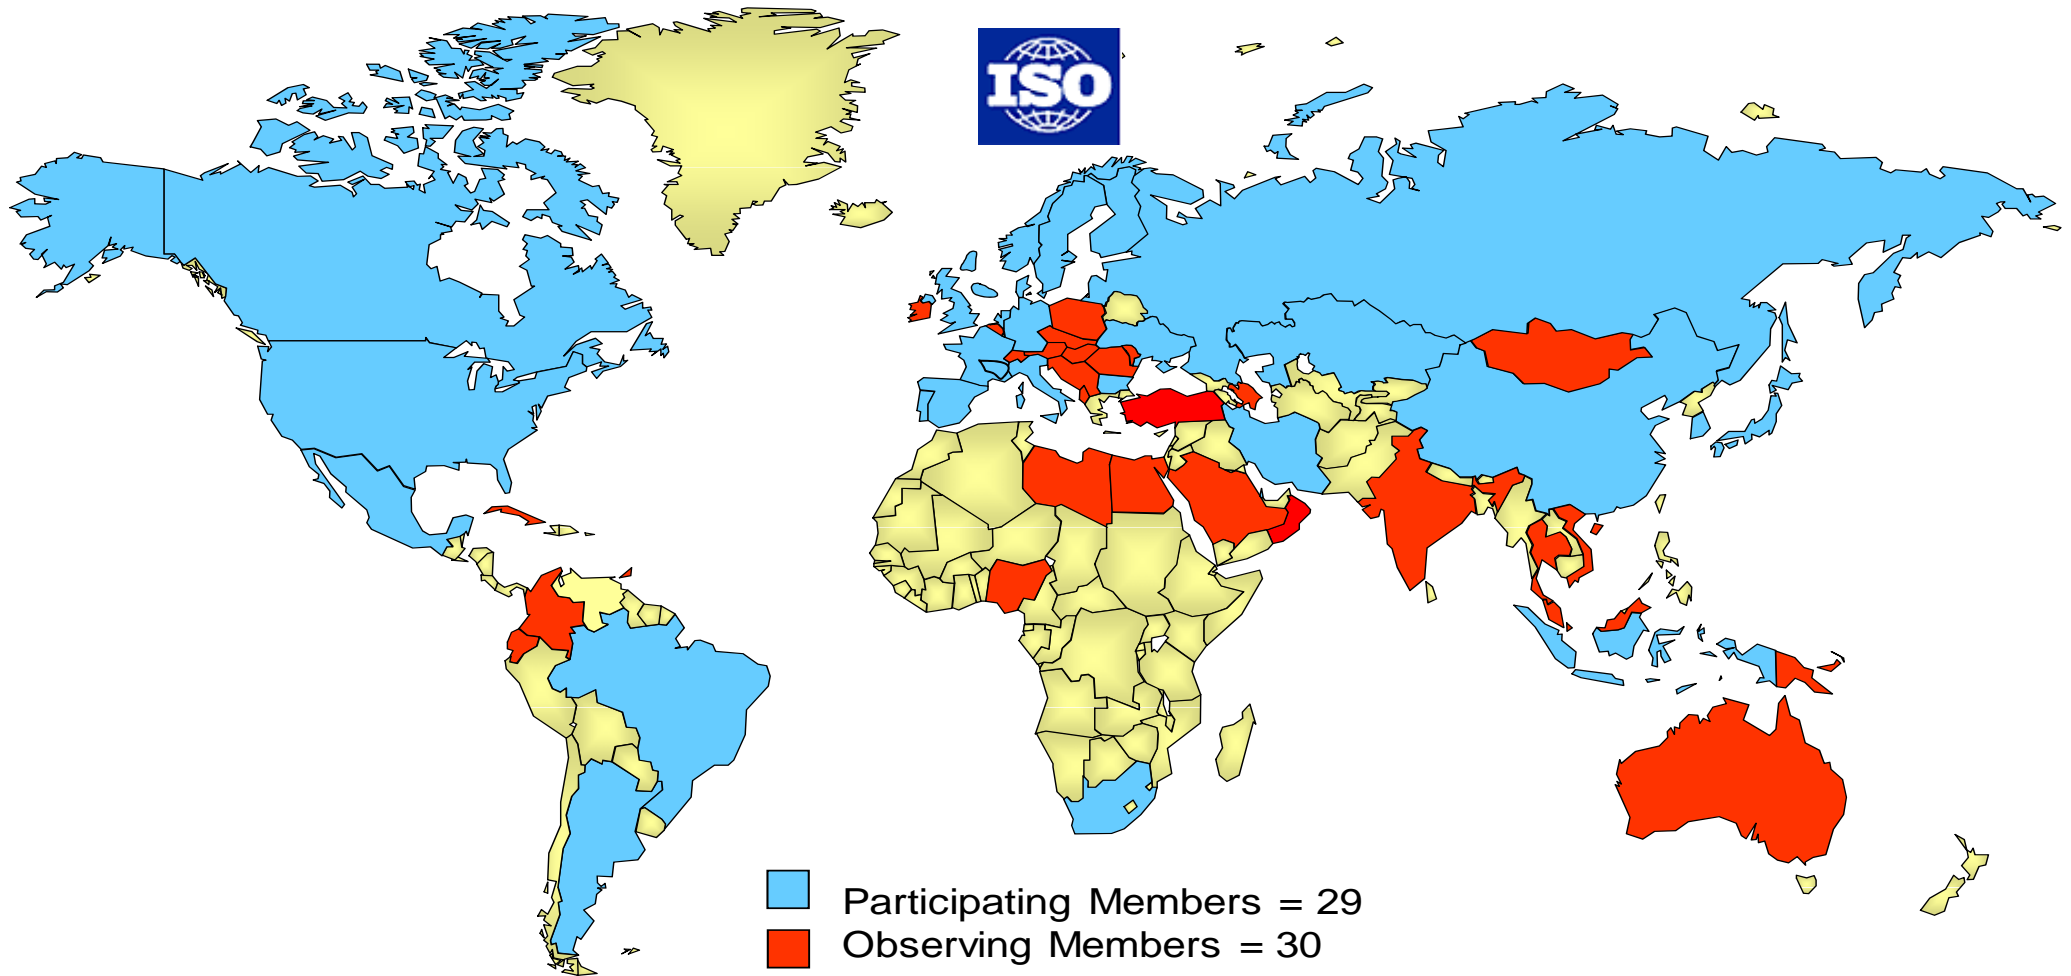 ISO
Participating Members = 29
Observing Members = 30